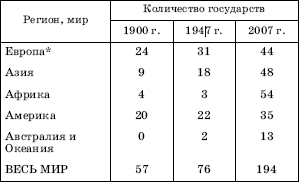 Регион, мир
Количество государств
1900 г. 1947 г. 2007 г.
Европа* 24 31 44
Азия 9 18 48
Африка 4 3 54
Америка 20 22 35
Австралия и
Океания 0 2 13
ВЕСЬ МИР 57 76 194